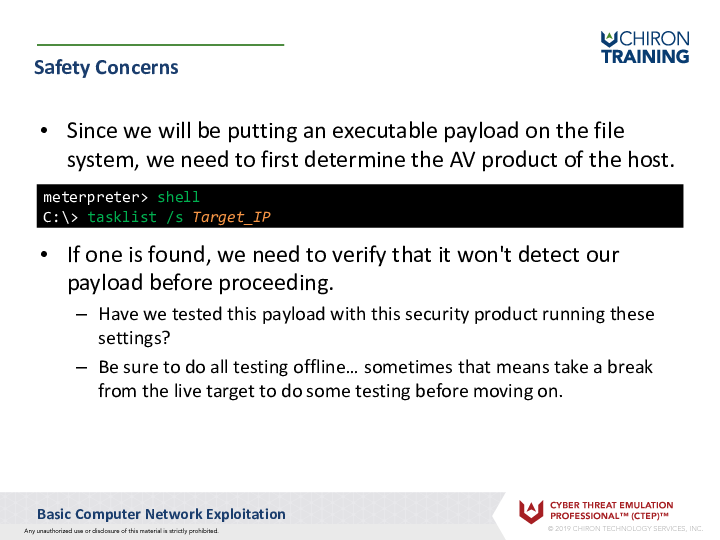 CHIRON
TRAINING
Safety Concerns
• Since we will be putting an executable payload on the file
system, we need to first determine the AV product of the host.
meterpreter> shell
C:\> tasklist /s Target_IP
• If one is found, we need to verify that it won't detect our
payload before proceeding.
– Have we tested this payload with this security product running these
settings?
– Be sure to do all testing offline… sometimes that means take a break
from the live target to do some testing before moving on.
Basic Computer Network Exploitation
CYBER THREAT EMULATION
PROFESSIONAL™ (CTEP)™
Any unauthorized use or disclosure of this material is strictly prohibited.
© 2019 CHIRON TECHNOLOGY SERVICES, INC.